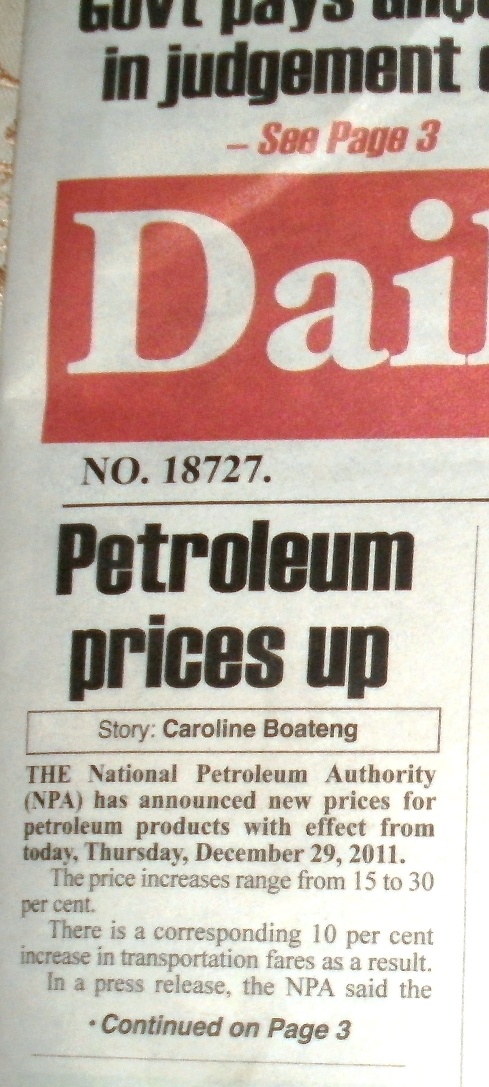 Govt pays
in judgement
– See Page 3
Dail
NO. 18727.
Petroleum
prices up
Story: Caroline Boateng
THE National Petroleum Authority
(NPA) has announced new prices for
petroleum products with effect from
today, Thursday, December 29, 2011.
The price increases range from 15 to 30
per cent.
There is a corresponding 10 per cent
increase in transportation fares as a result.
In a press release, the NPA said the
• Continued on Page 3